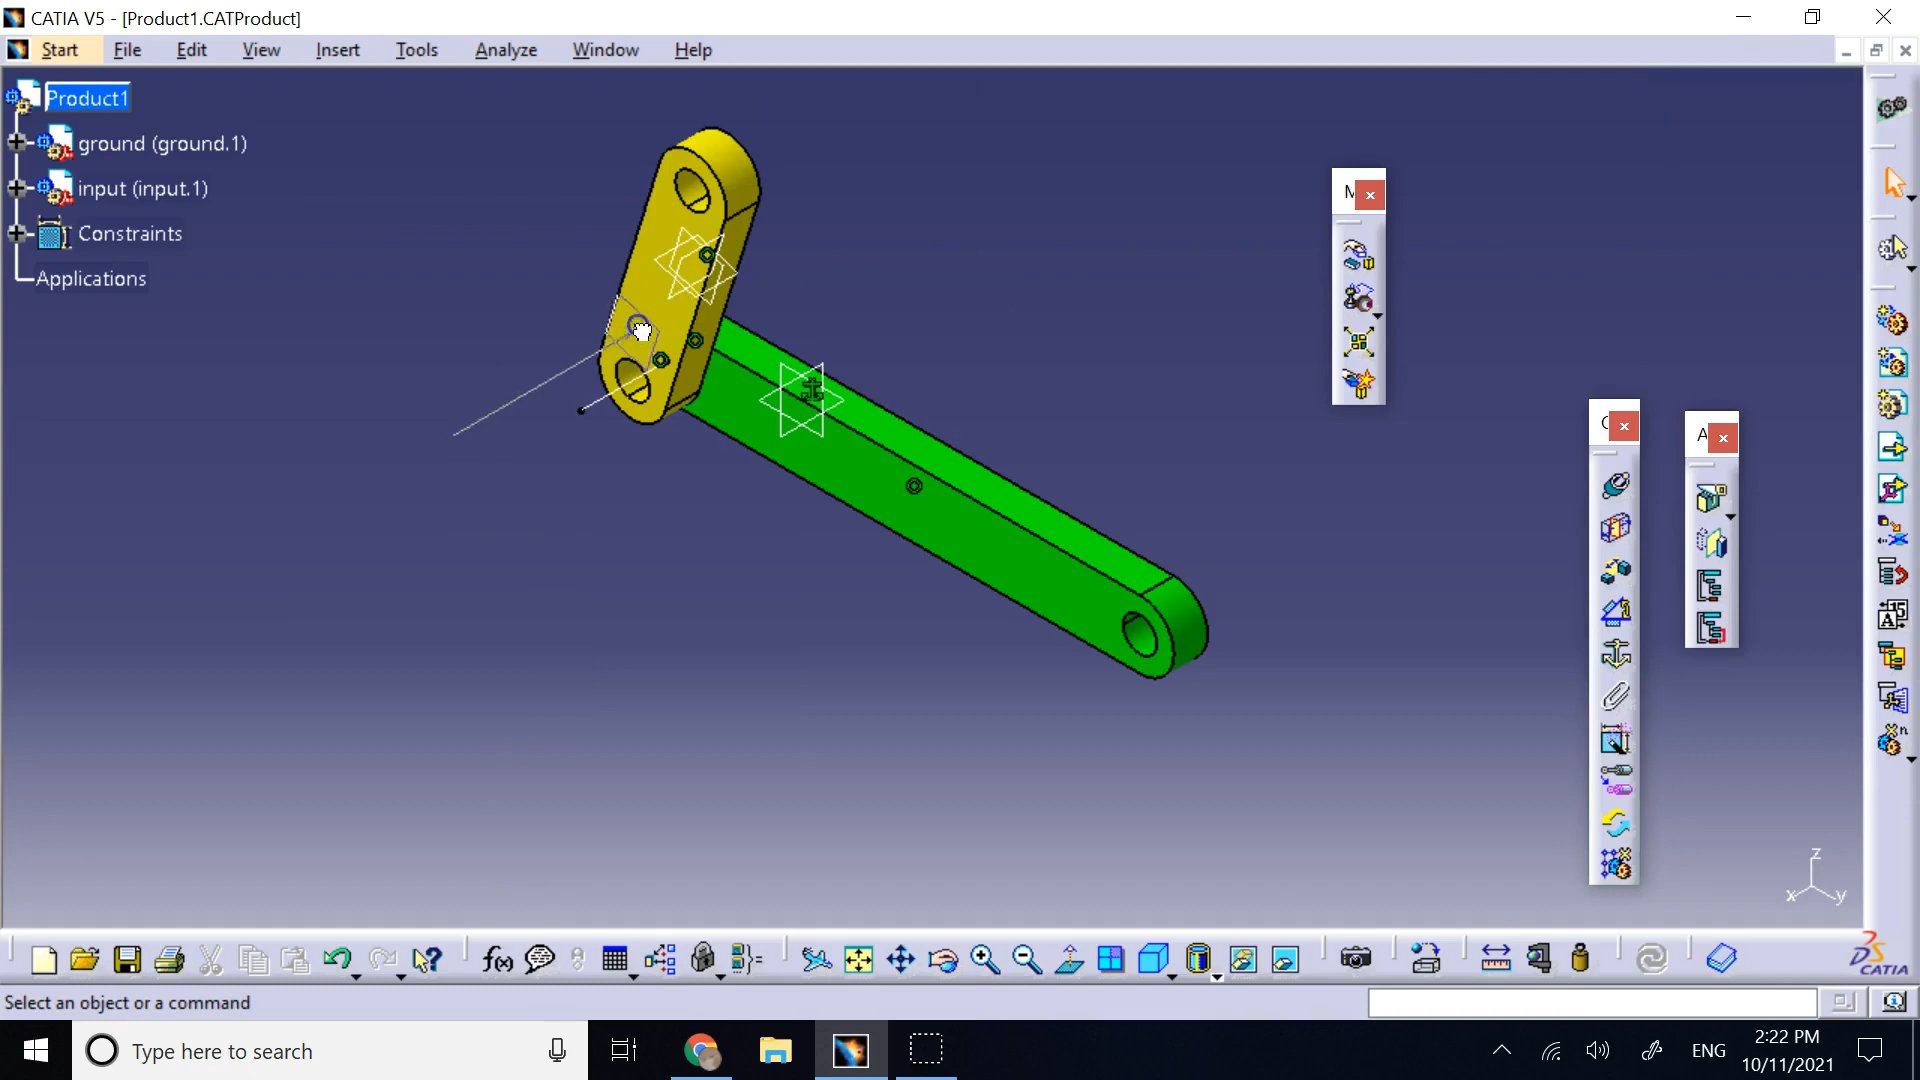 CATIA V5 - [Product1.CATProduct]
Start File Edit View Insert Tools Analyze Window Help
Product1
ground (ground.1)
input (input.1)
Constraints
Applications
M
C
A
z
x
y
f(x)
CATIA
Select an object or a command
Type here to search
ENG
2:22 PM
10/11/2021